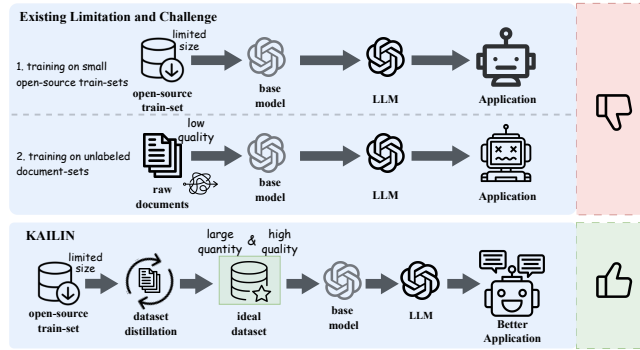 Existing Limitation and Challenge
1. training on small
open-source train-sets
limited
size
open-source
train-set
base
model
LLM
Application
2. training on unlabeled
document-sets
low
quality
raw
documents
base
model
LLM
Application
KAILIN
limited
size
open-source
train-set
dataset
distillation
large
quantity
&
high
quality
ideal
dataset
base
model
LLM
Better
Application